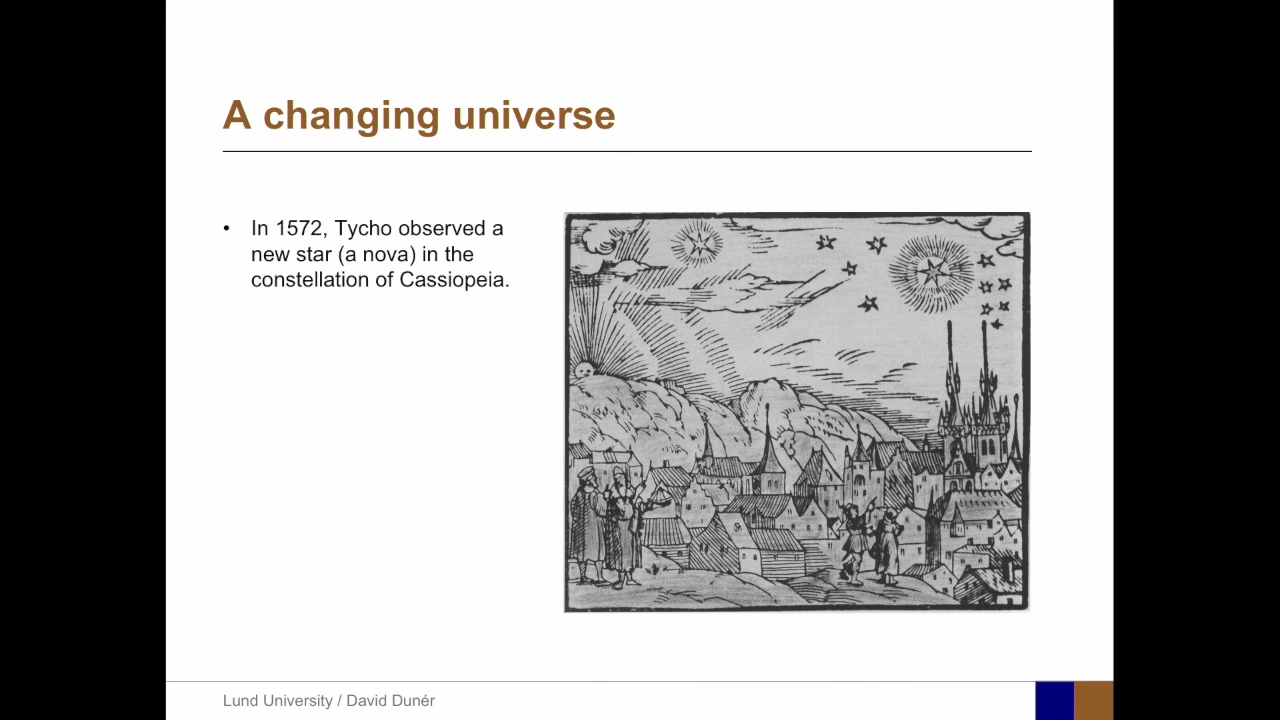 A changing universe
• In 1572, Tycho observed a
new star (a nova) in the
constellation of Cassiopeia.
Lund University / David Dunér